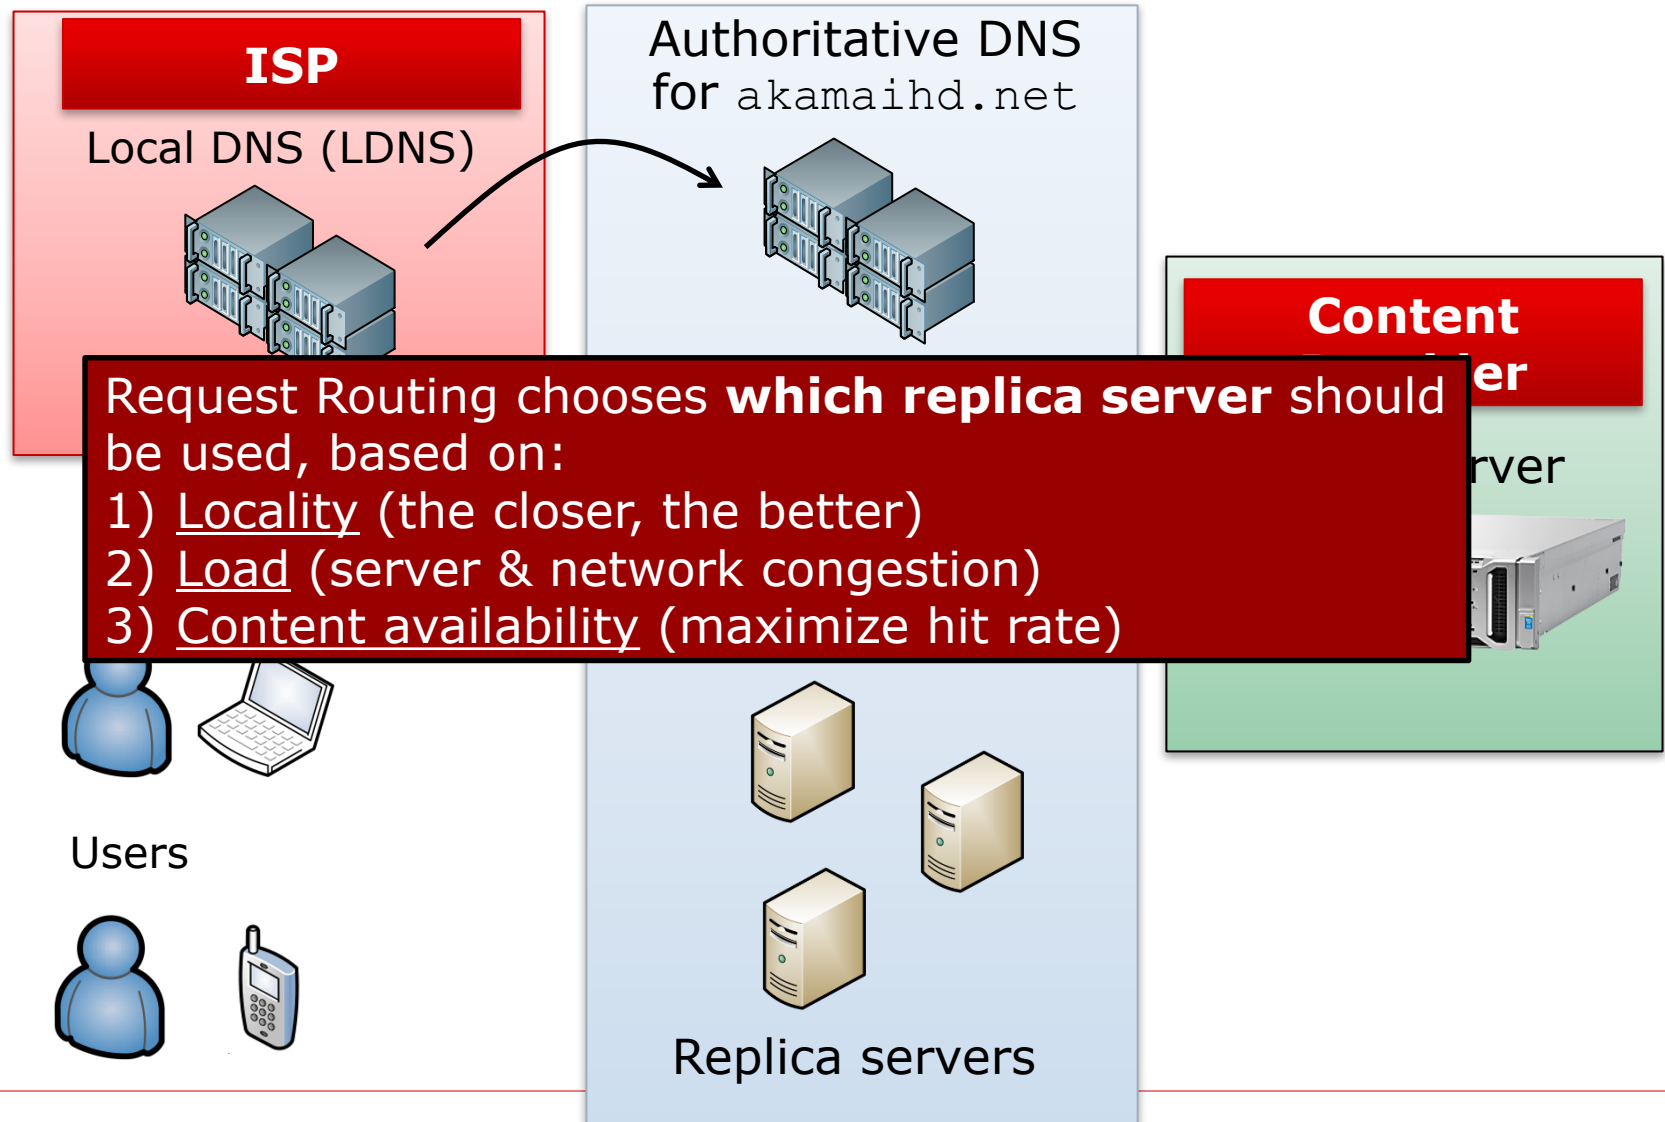 ISP
Local DNS (LDNS)
Authoritative DNS
for akamaihd.net
Content
er
rver
Request Routing chooses which replica server should
be used, based on:
1) Locality (the closer, the better)
2) Load (server & network congestion)
3) Content availability (maximize hit rate)
Users
Replica servers